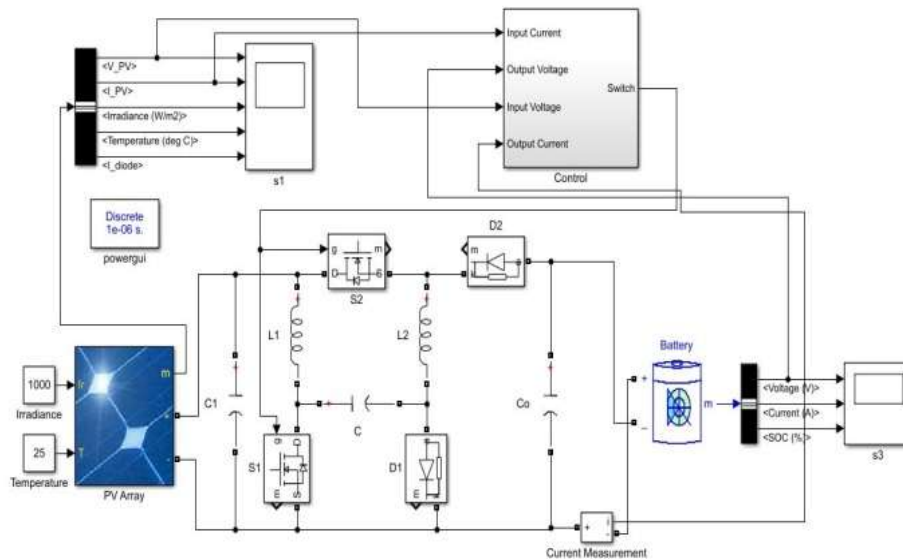 <V_PV>
<I_PV>
<Irradiance (W/m2)>
<Temperature (deg C)>
<I_diode>
s1
Input Current
Output Voltage
Input Voltage
Output Current
Switch
Control
Discrete
1e-06 s.
powergui
g
m
D
S
S2
D2
m
a
k
L1
L2
C1
C
Co
1000
Irradiance
25
Temperature
Ir
T
m
+
-
PV Array
S1
g
D
m
S
D1
a
m
k
Battery
+
_
m
<Voltage (V)>
<Current (A)>
<SOC (%)>
s3
+
i
-
Current Measurement